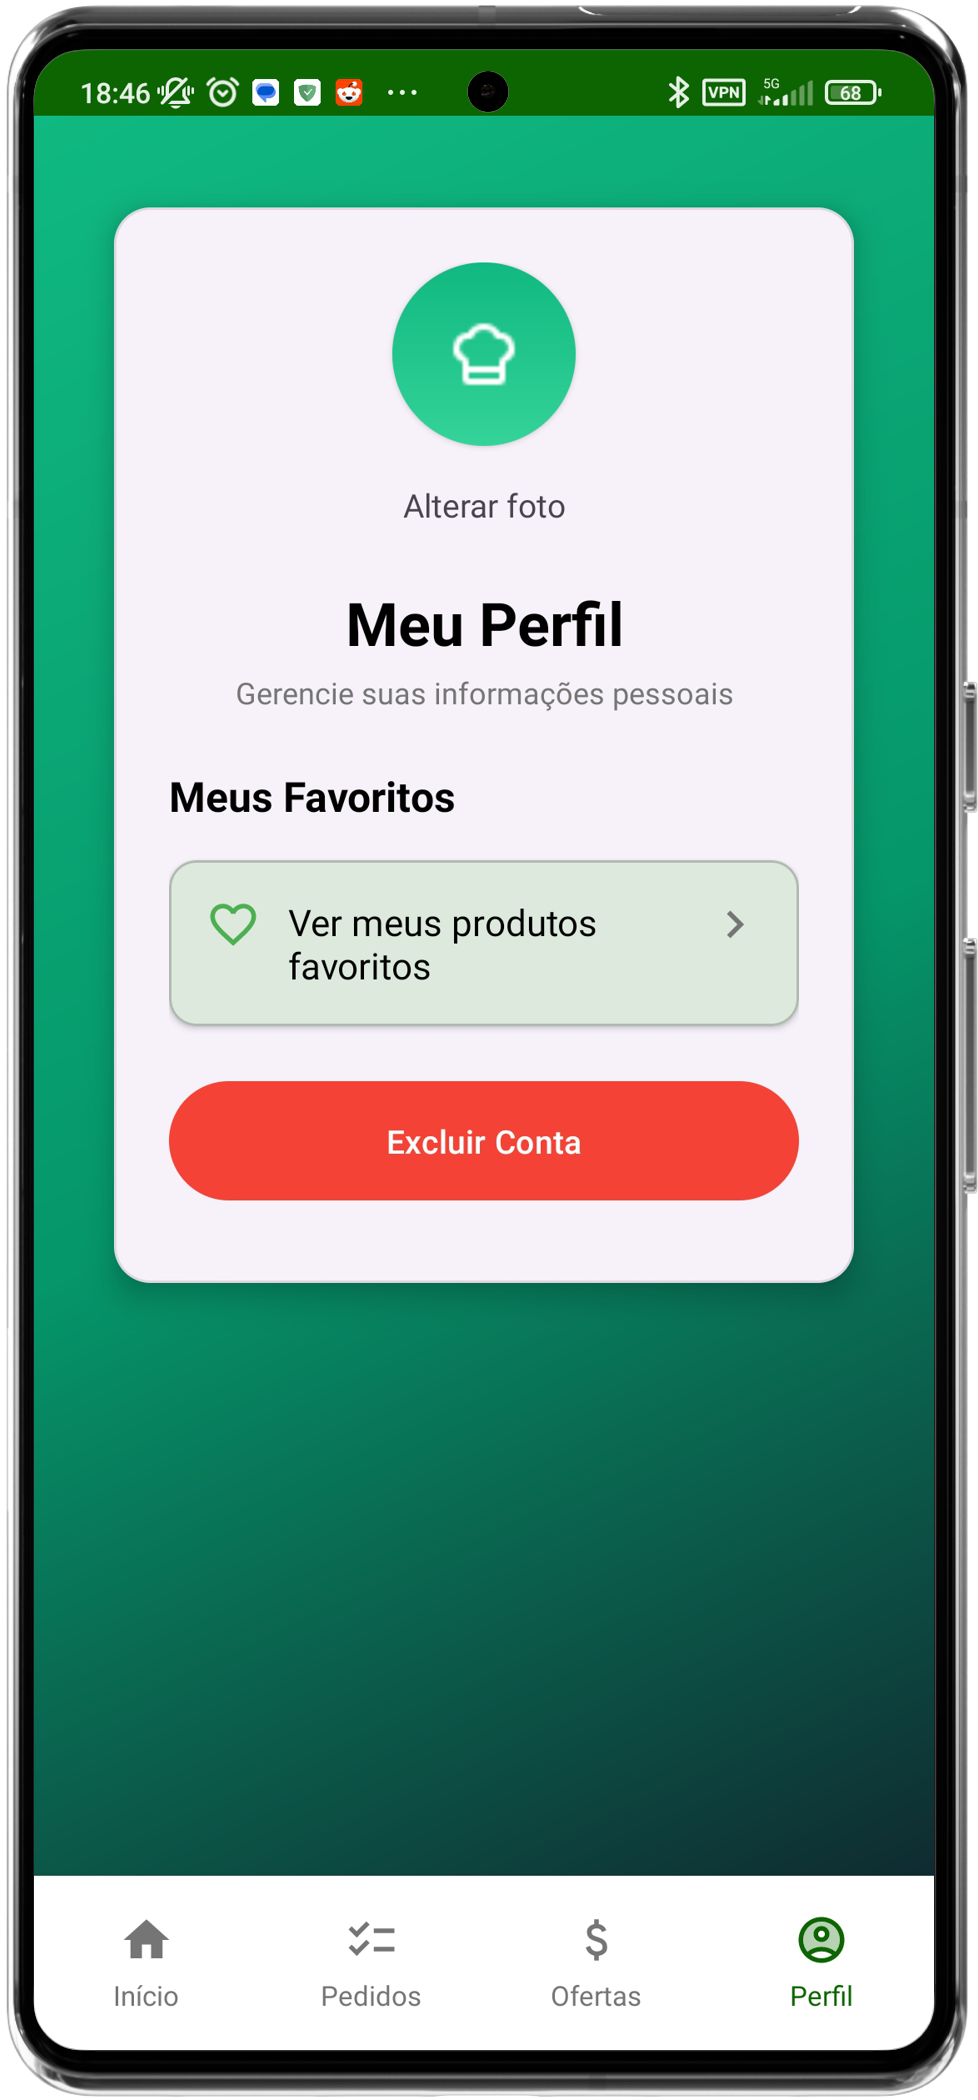 18:46
VPN
5G
68
Alterar foto
Meu Perfil
Gerencie suas informações pessoais
Meus Favoritos
Ver meus produtos
favoritos
Excluir Conta
Início
Pedidos
$
Ofertas
Perfil